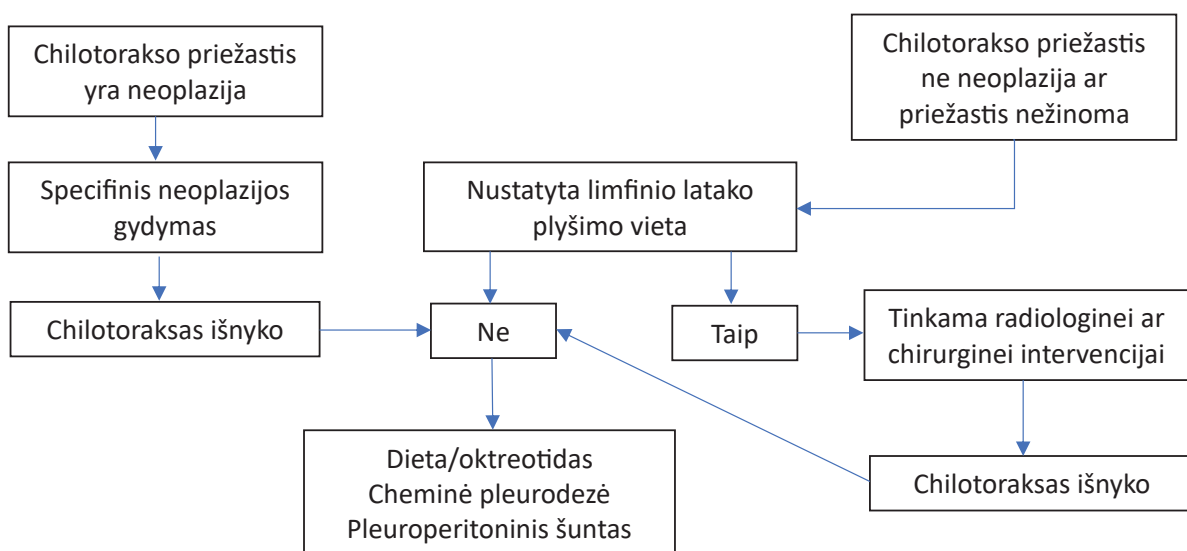 Chilotorakso priežastis
yra neoplazija
Chilotorakso priežastis
ne neoplazija ar
priežastis nežinoma
Specifinis neoplazijos
gydymas
Nustatyta limfinio latako
plyšimo vieta
Chilotoraksas išnyko
Ne
Taip
Tinkama radiologinei ar
chirurginei intervencijai
Dieta/oktreotidas
Cheminė pleurodezė
Pleuroperitoninis šuntas
Chilotoraksas išnyko